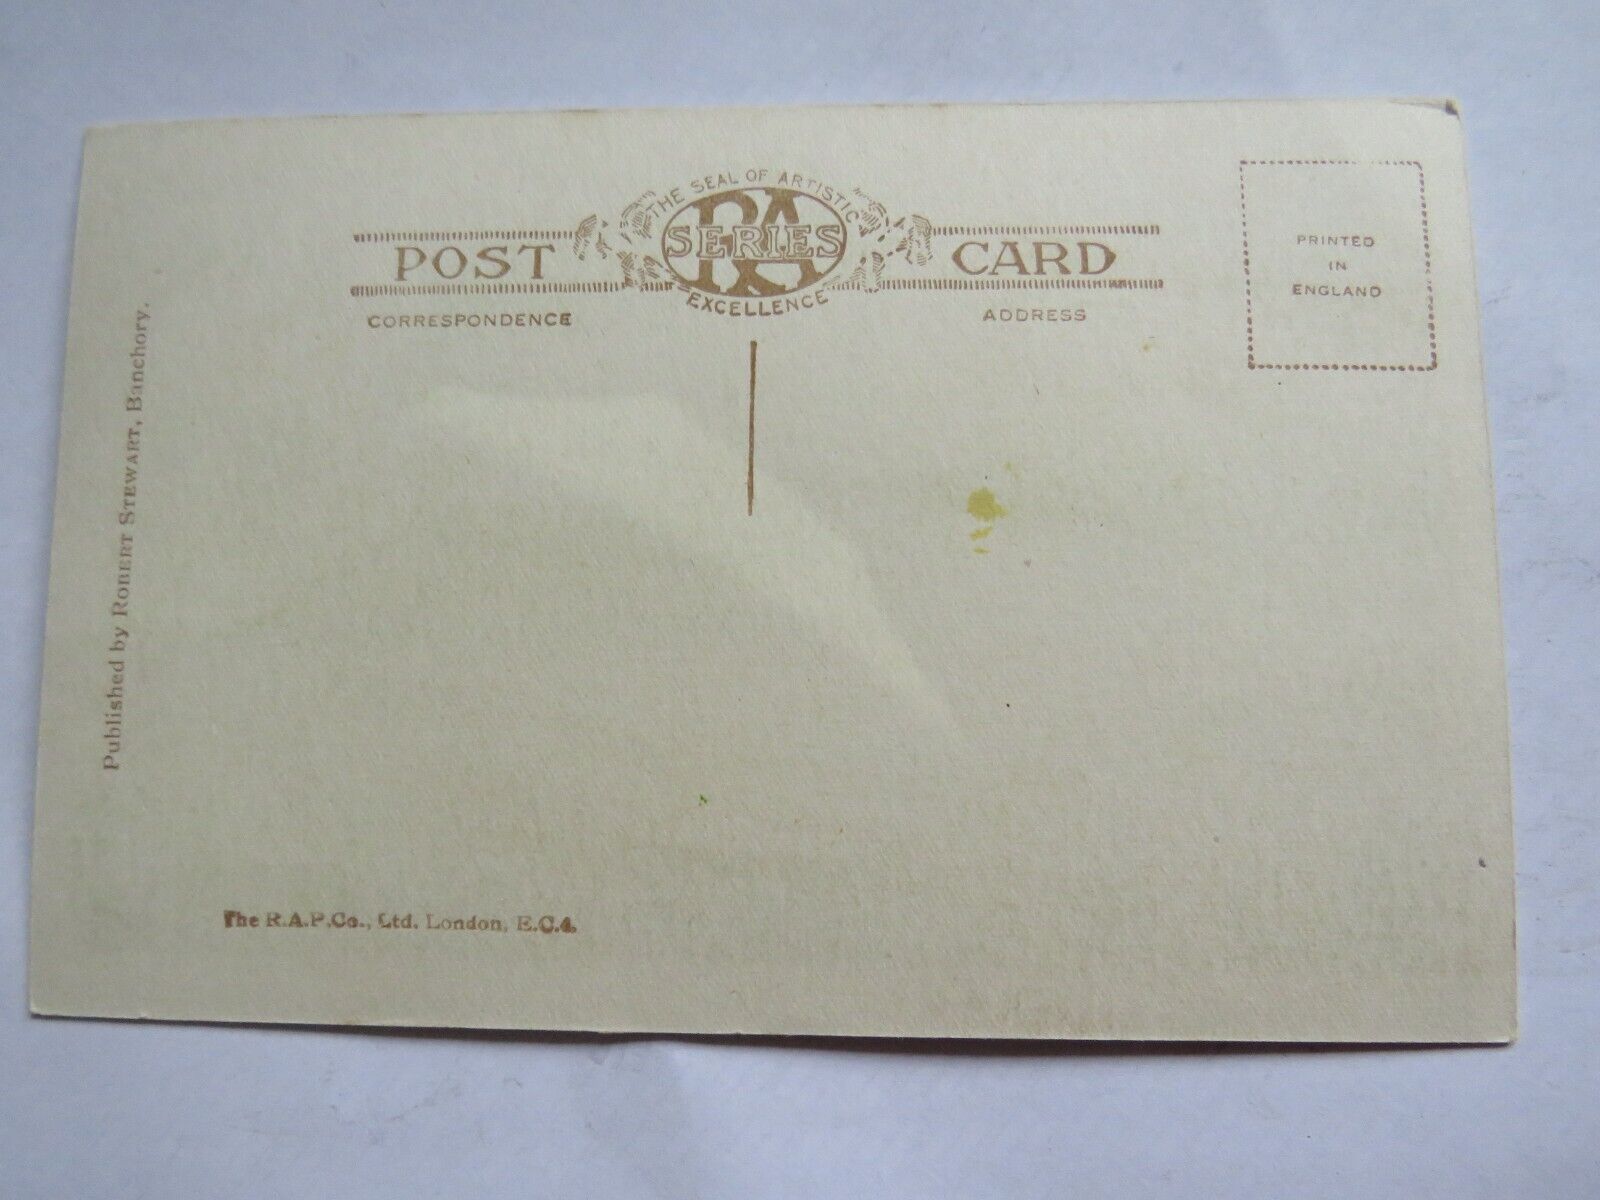 THE SEAL OF ARTISTIC
RA
SERIES
EXCELLENCE
POST CARD
CORRESPONDENCE
ADDRESS
PRINTED
IN
ENGLAND
Published by ROBERT STEWART, Banchory.
The R.A.P.Co., Ltd. London, E.C.4.